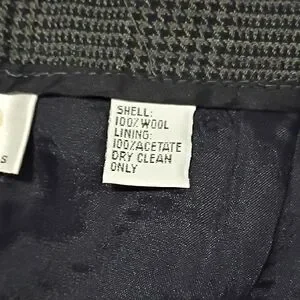 SHELL:
100% WOOL
LINING:
100% ACETATE
DRY CLEAN
ONLY
S